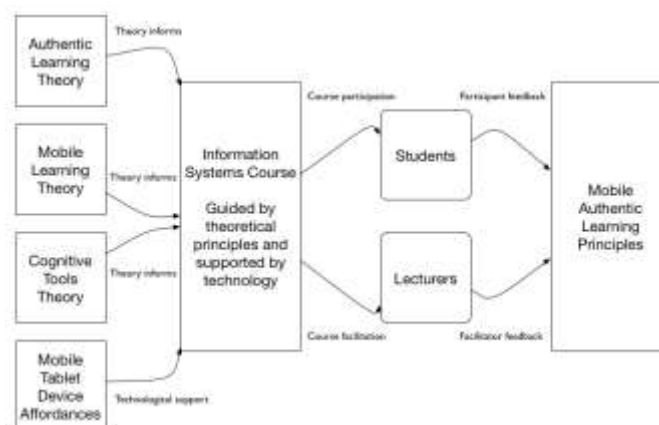 Authentic
Learning
Theory
Theory informs
Mobile
Learning
Theory
Theory informs
Cognitive
Tools
Theory
Theory informs
Mobile
Tablet
Device
Affordances
Technological support
Information
Systems Course
Guided by
theoretical
principles and
supported by
technology
Course participation
Students
Participant feedback
Course facilitation
Lecturers
Facilitator feedback
Mobile
Authentic
Learning
Principles